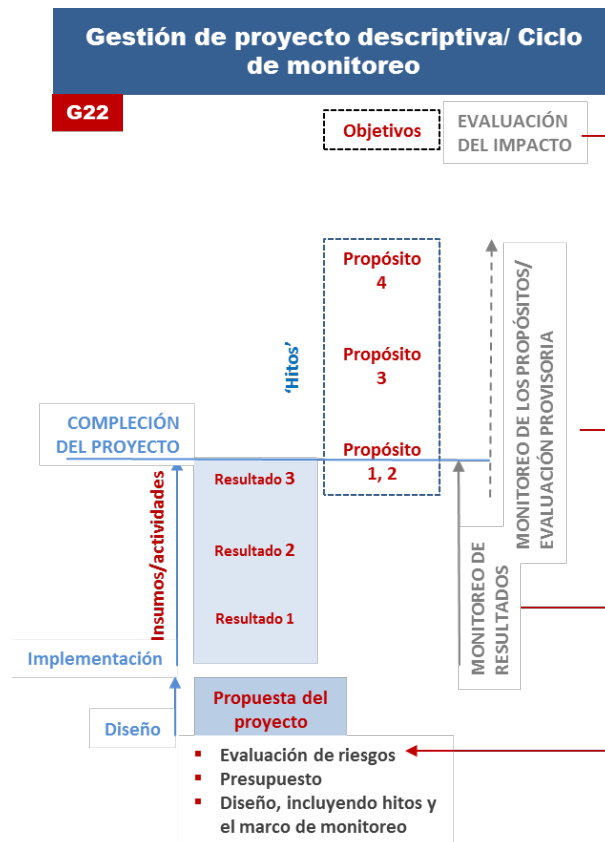 Gestión de proyecto descriptiva/ Ciclo
de monitoreo
G22
Objetivos
EVALUACIÓN
DEL IMPACTO
Propósito
4
Propósito
3
Propósito
1, 2
'Hitos'
MONITOREO DE LOS PROPÓSITOS/
EVALUACIÓN PROVISORIA
COMPLECIÓN
DEL PROYECTO
Resultado 3
Resultado 2
Resultado 1
Insumos/actividades
MONITOREO DE
RESULTADOS
Implementación
Diseño
Propuesta del
proyecto
▪ Evaluación de riesgos
▪ Presupuesto
▪ Diseño, incluyendo hitos y
el marco de monitoreo